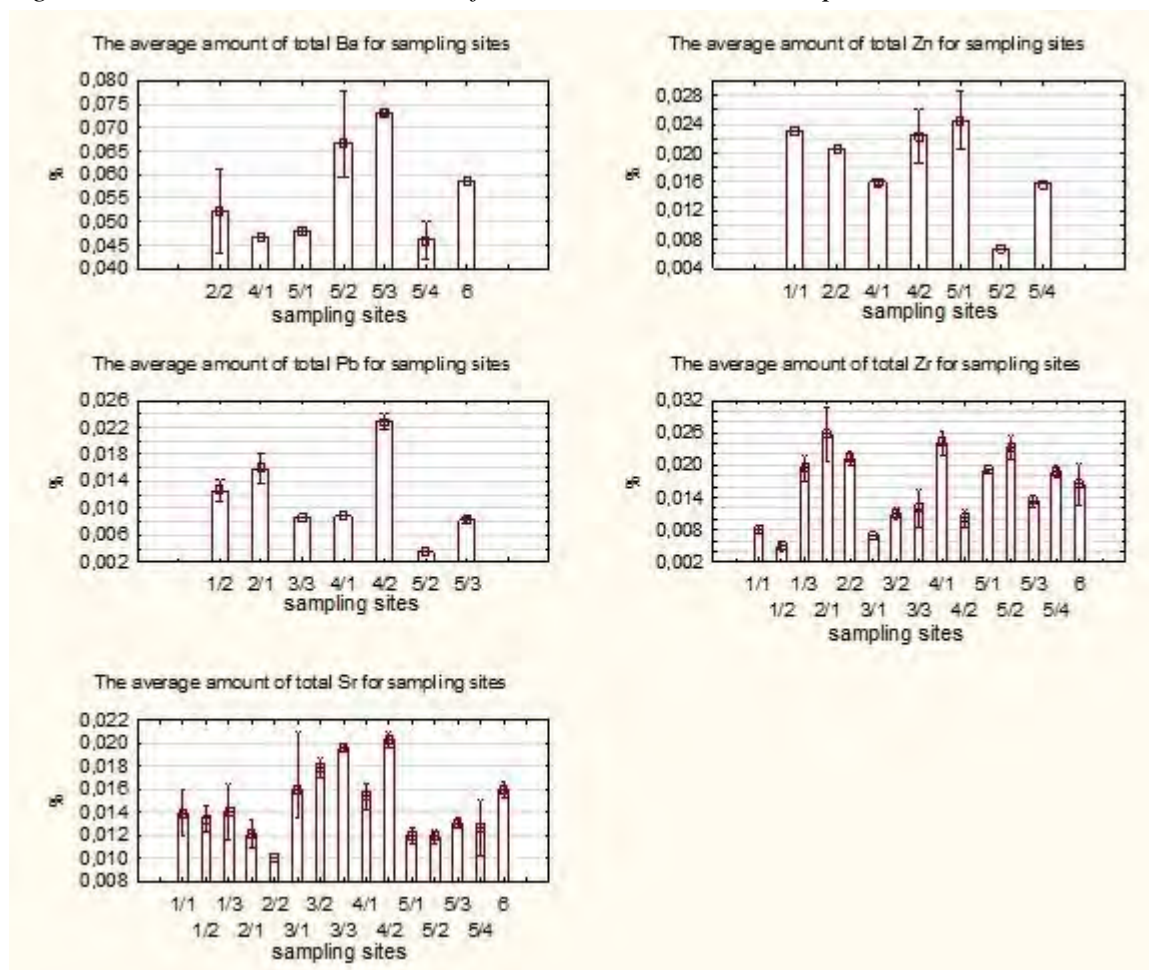 The average amount of total Ba for sampling sites
0,080
0,075
0,070
0,065
0,060
0,055
0,050
0,045
0,040
%
2/2 4/1 5/1 5/2 5/3 5/4 6
sampling sites
The average amount of total Zn for sampling sites
0,028
0,024
0,020
0,016
0,012
0,008
0,004
%
1/1 2/2 4/1 4/2 5/1 5/2 5/4
sampling sites
The average amount of total Pb for sampling sites
0,026
0,022
0,018
0,014
0,010
0,006
0,002
%
1/2 2/1 3/3 4/1 4/2 5/2 5/3
sampling sites
The average amount of total Zr for sampling sites
0,032
0,026
0,020
0,014
0,008
0,002
%
1/1 1/3 2/2 3/2 4/1 5/1 5/3 6
1/2 2/1 3/1 3/3 4/2 5/2 5/4
sampling sites
The average amount of total Sr for sampling sites
0,022
0,020
0,018
0,016
0,014
0,012
0,010
0,008
%
1/1 1/3 2/2 3/2 4/1 5/1 5/3 6
1/2 2/1 3/1 3/3 4/2 5/2 5/4
sampling sites